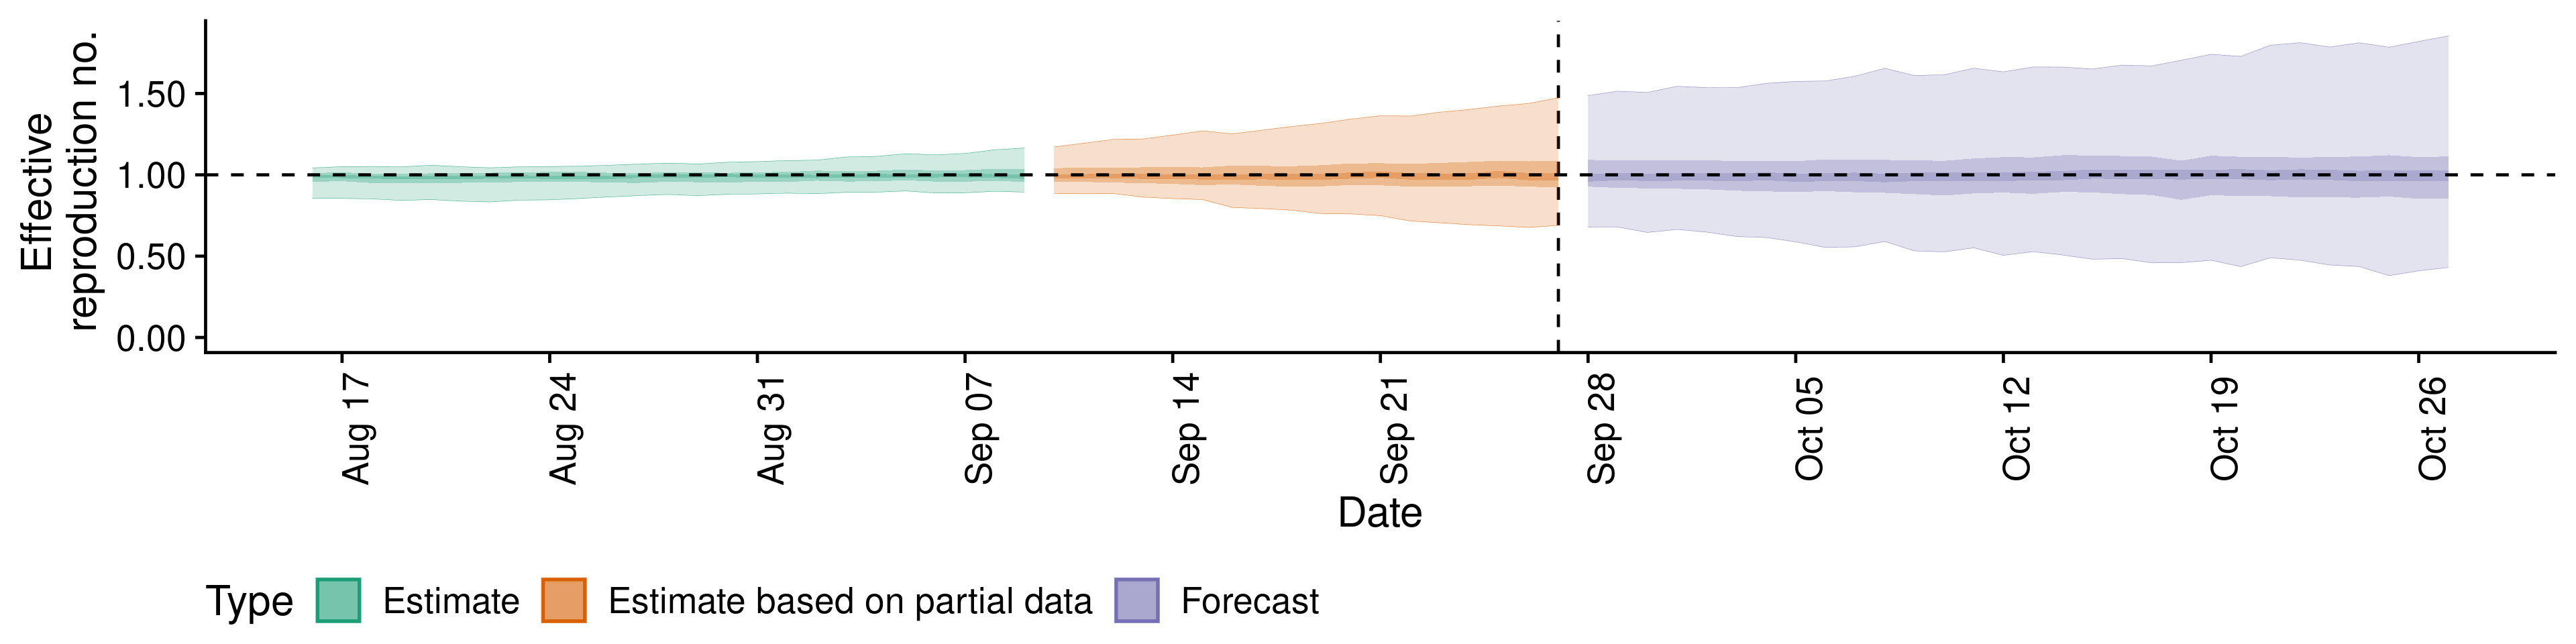 Effective
reproduction no.
1.50
1.00
0.50
0.00
Aug 17
Aug 24
Aug 31
Sep 07
Sep 14
Sep 21
Sep 28
Oct 05
Oct 12
Oct 19
Oct 26
Date
Type Estimate Estimate based on partial data Forecast